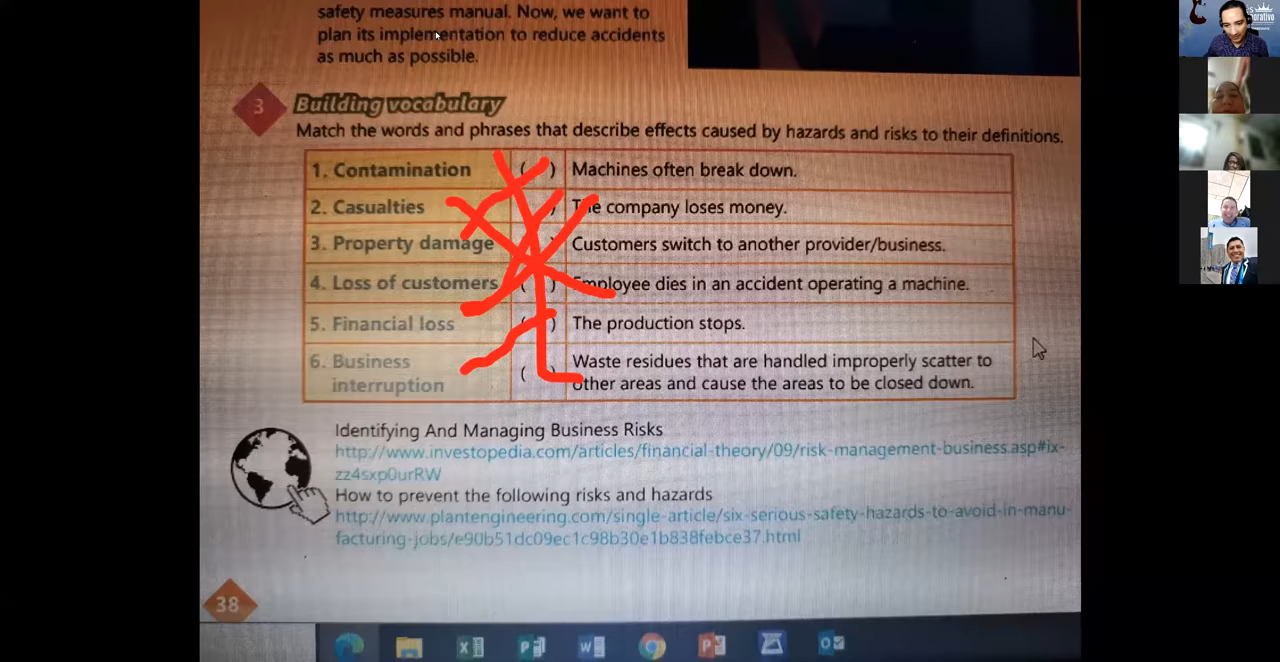 safety measures manual. Now, we want to
plan its implementation to reduce accidents
as much as possible.
3 Building vocabulary
Match the words and phrases that describe effects caused by hazards and risks to their definitions.
1. Contamination ( ) Machines often break down.
2. Casualties ) The company loses money.
3. Property damage ) Customers switch to another provider/business.
4. Loss of customers ( ) Employee dies in an accident operating a machine.
5. Financial loss ( ) The production stops.
6. Business
interruption
( ) Waste residues that are handled improperly scatter to
other areas and cause the areas to be closed down.
Identifying And Managing Business Risks
http://www.investopedia.com/articles/financial-theory/09/risk-management-business.asp#ix-
zz4sxp0urRW
How to prevent the following risks and hazards
http://www.plantengineering.com/single-article/six-serious-safety-hazards-to-avoid-in-manu-
facturing-jobs/e90b51dc09ec1c98b30e1b838febce37.html
38